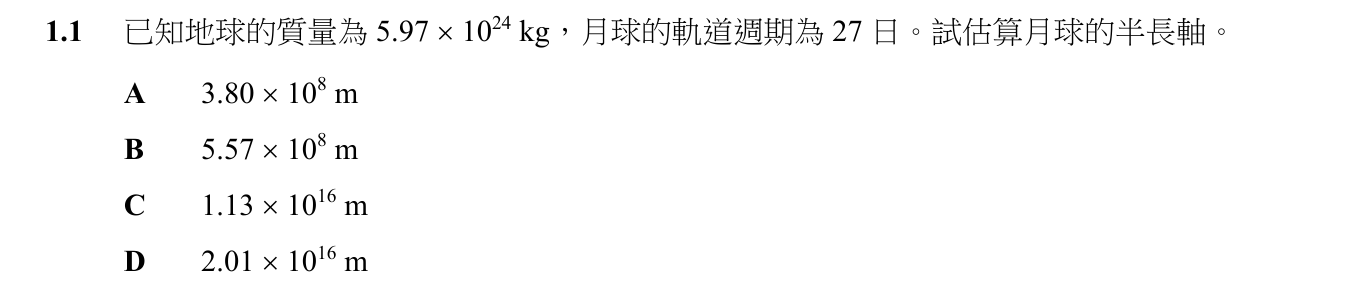 1.1 已知地球的質量為 5.97 × 10²⁴ kg，月球的軌道週期為 27 日。試估算月球的半長軸。
A 3.80 × 10⁸ m
B 5.57 × 10⁸ m
C 1.13 × 10¹⁶ m
D 2.01 × 10¹⁶ m